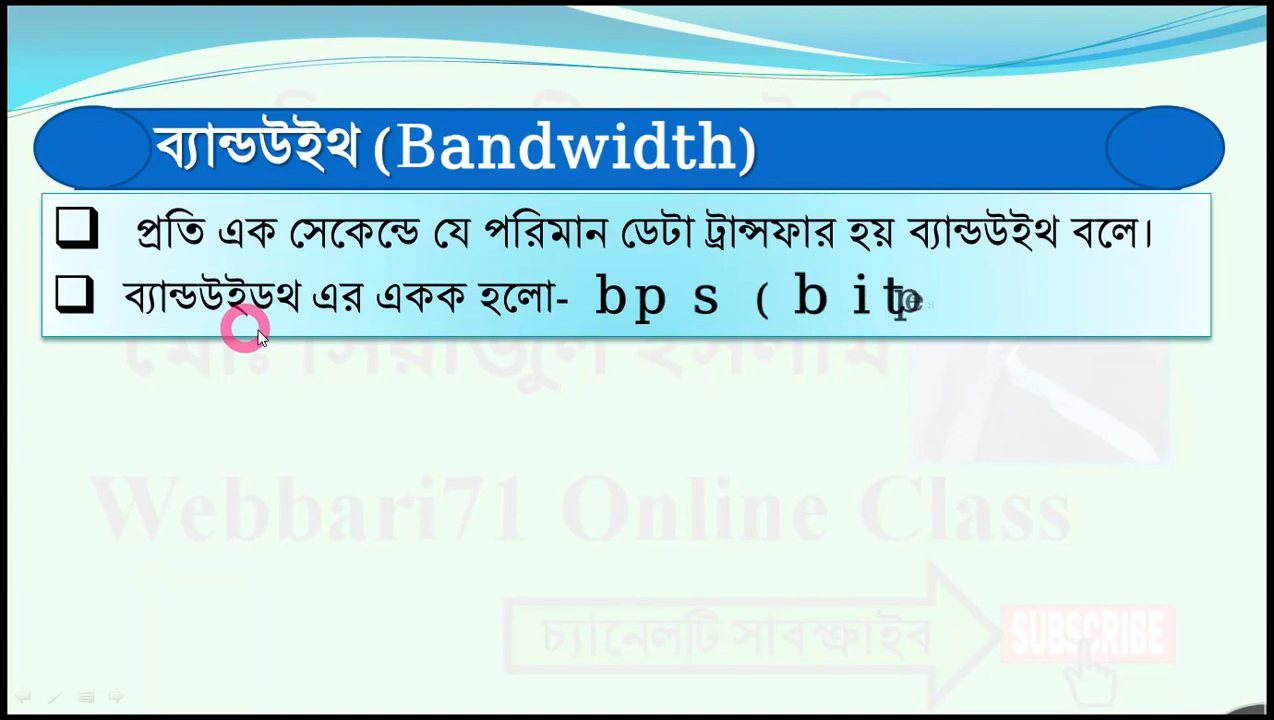 ব্যান্ডউইথ (Bandwidth)
প্রতি এক সেকেন্ডে যে পরিমান ডেটা ট্রান্সফার হয় ব্যান্ডউইথ বলে।
ব্যান্ডউইডথ এর একক হলো- bps (bit
মোঃ সিরাজুল ইসলাম
Webbari71 Online Class
চ্যানেলটি সাবস্ক্রাইব
SUBSCRIBE